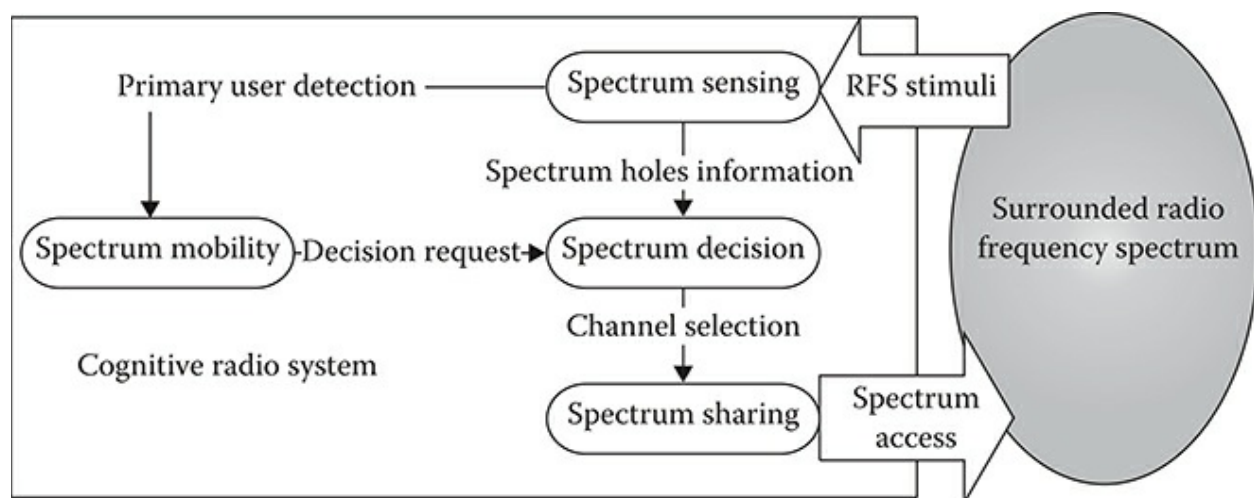 Primary user detection
Spectrum sensing
RFS stimuli
Spectrum holes information
Surrounded radio
frequency spectrum
Spectrum mobility
Decision request
Spectrum decision
Channel selection
Cognitive radio system
Spectrum sharing
Spectrum
access